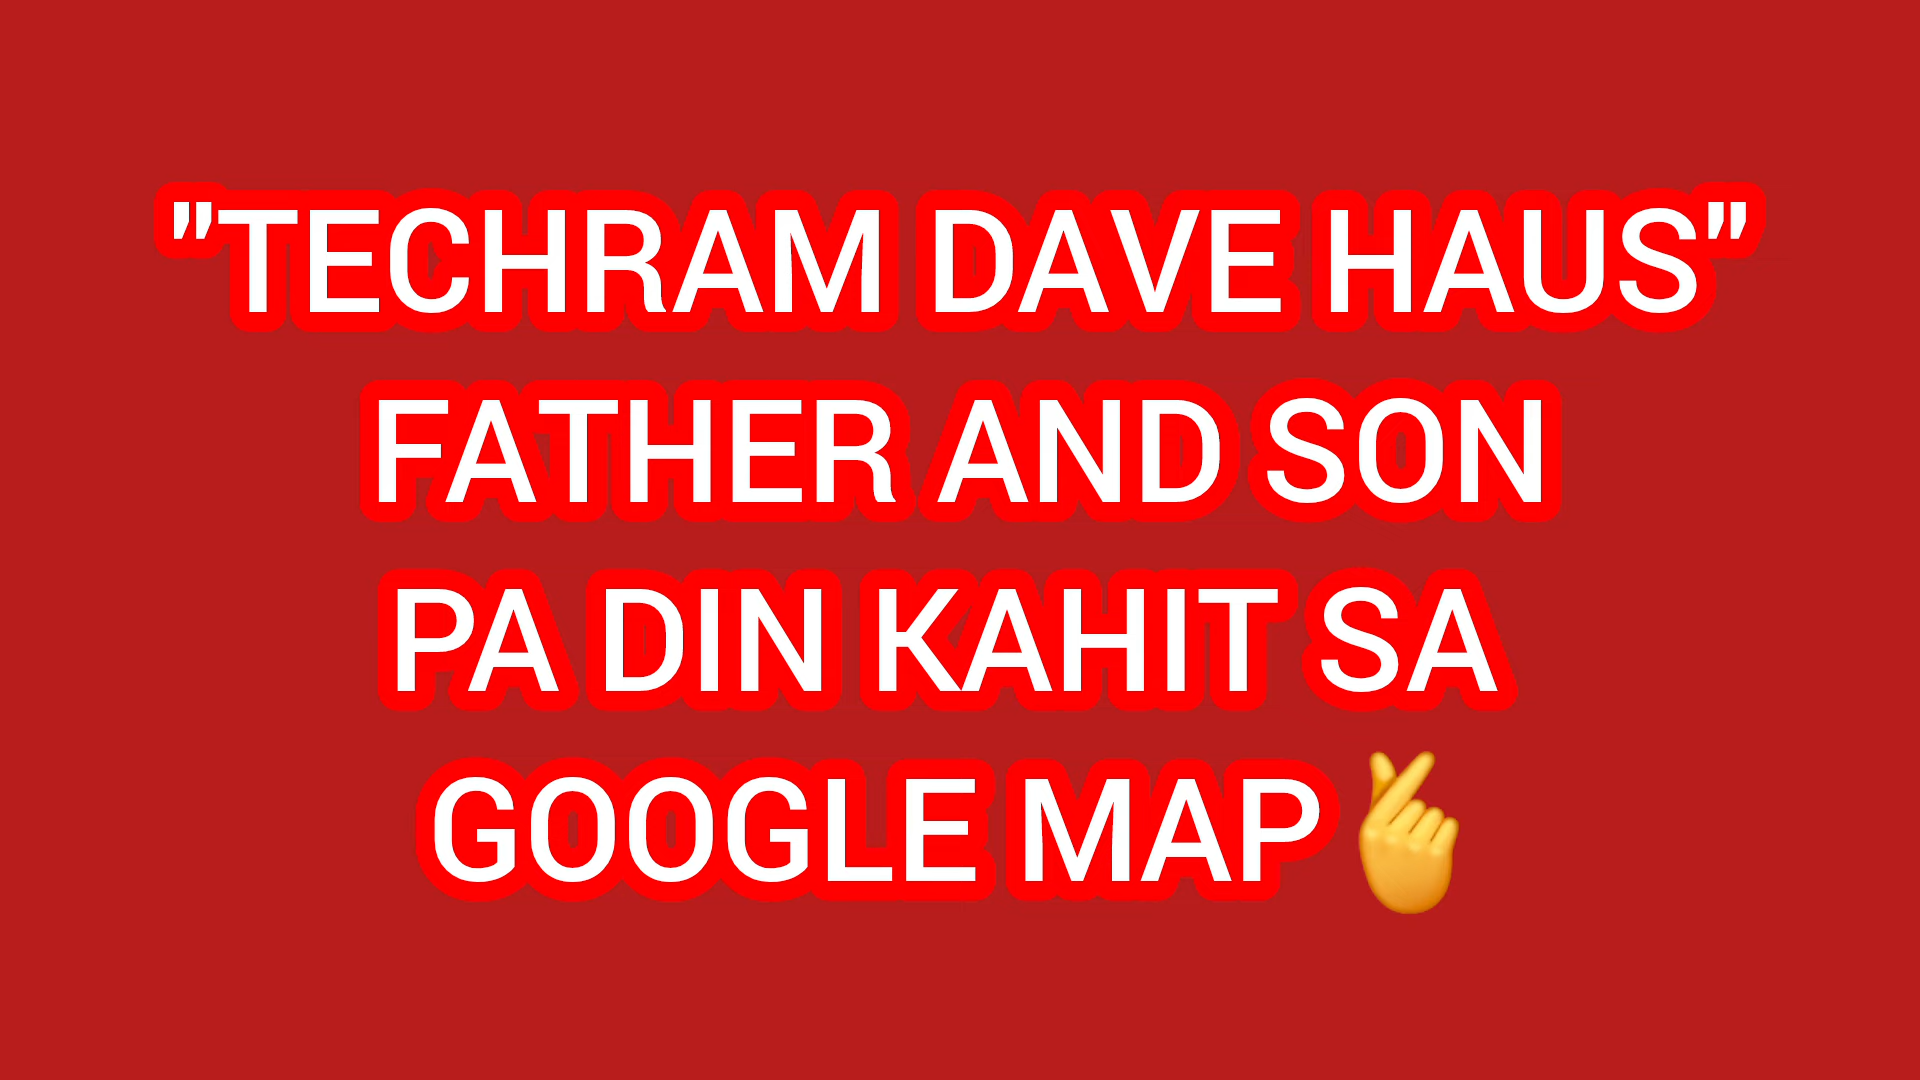 "TECHRAM DAVE HAUS"
FATHER AND SON
PA DIN KAHIT SA
GOOGLE MAP🫰